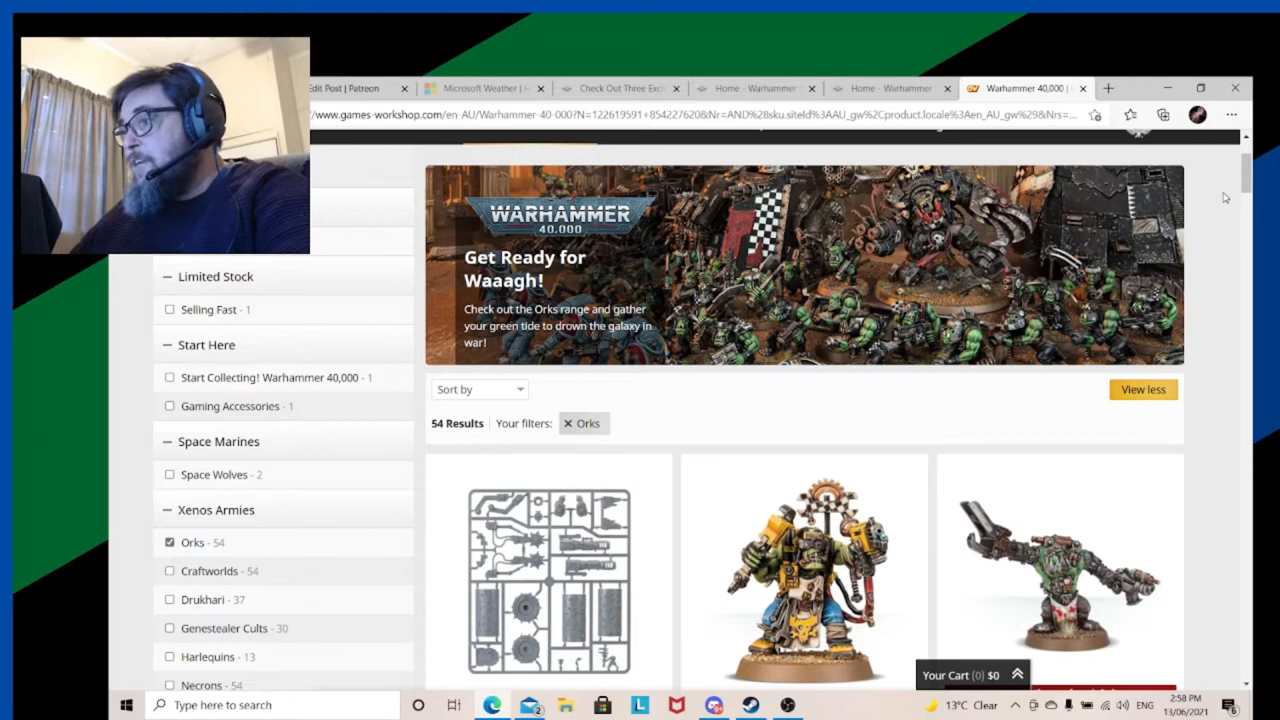 Edit Post | Patreon
Microsoft Weather | H
Check Out Three Exc
Home - Warhammer
Home - Warhammer
Warhammer 40,000 |
//www.games-workshop.com/en-AU/Warhammer-40-000?N=122619591+854227620&Nr=AND%28sku.siteId%3AAU_gw%2Cproduct.locale%3Aen_AU_gw%29&Nrs=...
WARHAMMER
40,000
Get Ready for
Waaagh!
Check out the Orks range and gather
your green tide to drown the galaxy in
war!
Limited Stock
Selling Fast - 1
Start Here
Start Collecting! Warhammer 40,000 - 1
Gaming Accessories - 1
Space Marines
Space Wolves - 2
Xenos Armies
Orks - 54
Craftworlds - 54
Drukhari - 37
Genestealer Cults - 30
Harlequins - 13
Necrons - 54
Sort by
View less
54 Results
Your filters:
Orks
Your Cart (0) $0
Type here to search
13°C Clear
ENG
2:58 PM
13/06/2021